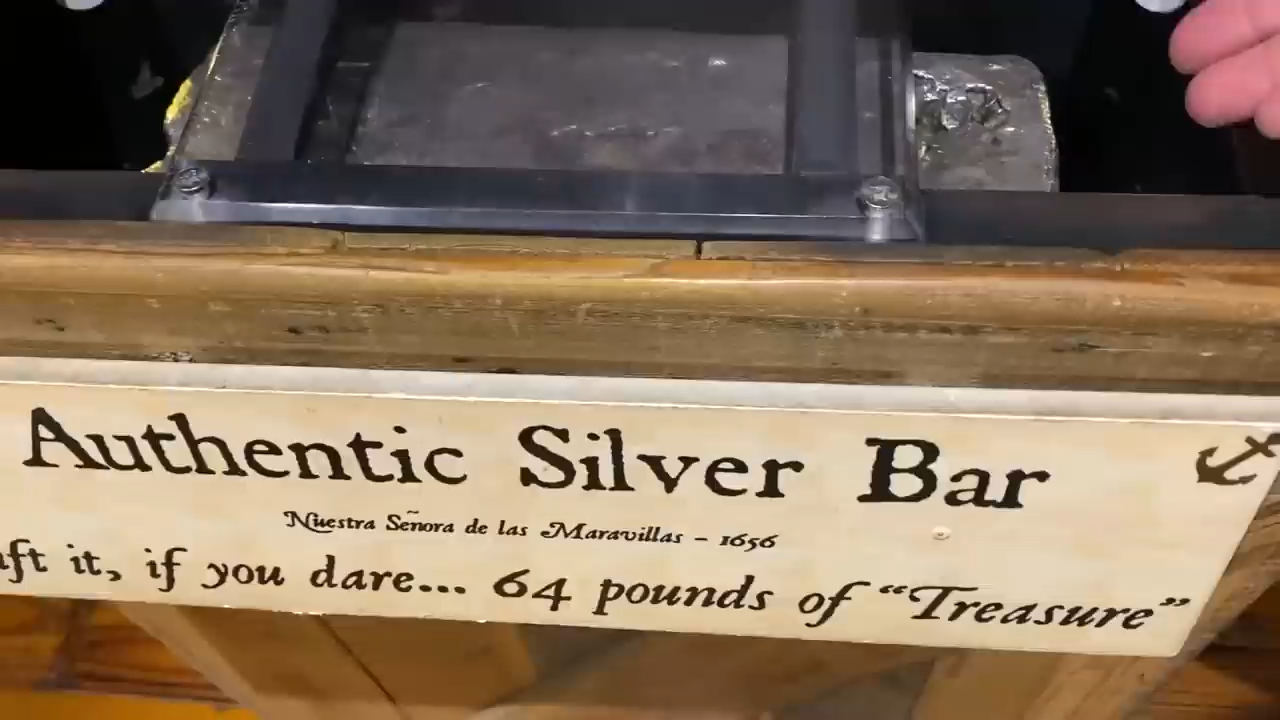 Authentic Silver Bar
Nuestra Señora de las Maravillas - 1656
it, if you dare... 64 pounds of "Treasure"